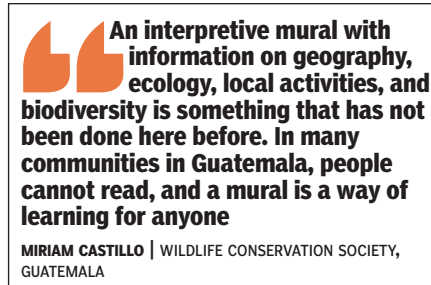 An interpretive mural with
information on geography,
ecology, local activities, and
biodiversity is something that has not
been done here before. In many
communities in Guatemala, people
cannot read, and a mural is a way of
learning for anyone
MIRIAM CASTILLO | WILDLIFE CONSERVATION SOCIETY,
GUATEMALA